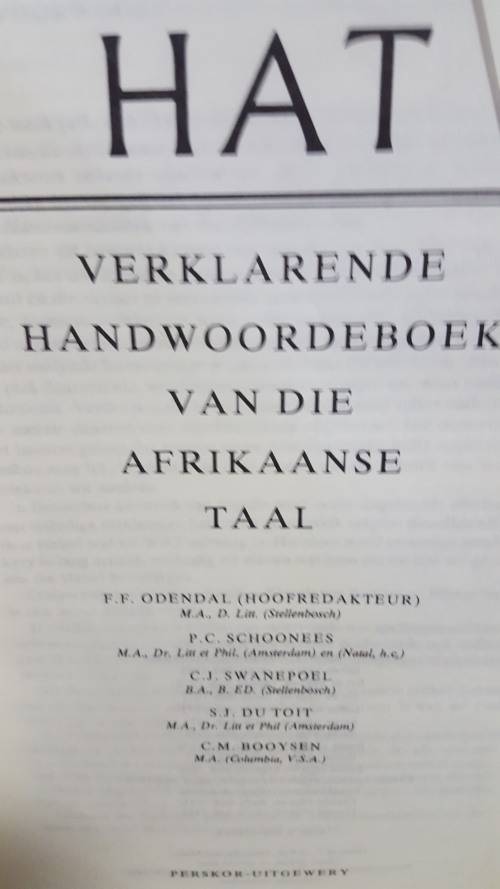 HAT
VERKLARENDE
HANDWOORDEBOEK
VAN DIE
AFRIKAANSE
TAAL
F.F. ODENDAL (HOOFREDAKTEUR)
M.A., D. Litt. (Stellenbosch)
P.C. SCHOONEES
M.A., Dr. Litt et Phil. (Amsterdam) en (Natal, h.c,)
C.J. SWANEPOEL
B.A., B. ED. (Stellenbosch)
S.J. DU TOIT
M.A., Dr. Litt et Phil (Amsterdam)
C.M. BOOYSEN
M.A. (Columbia, V.S.A.)
PERSKOR-UITGEWERY